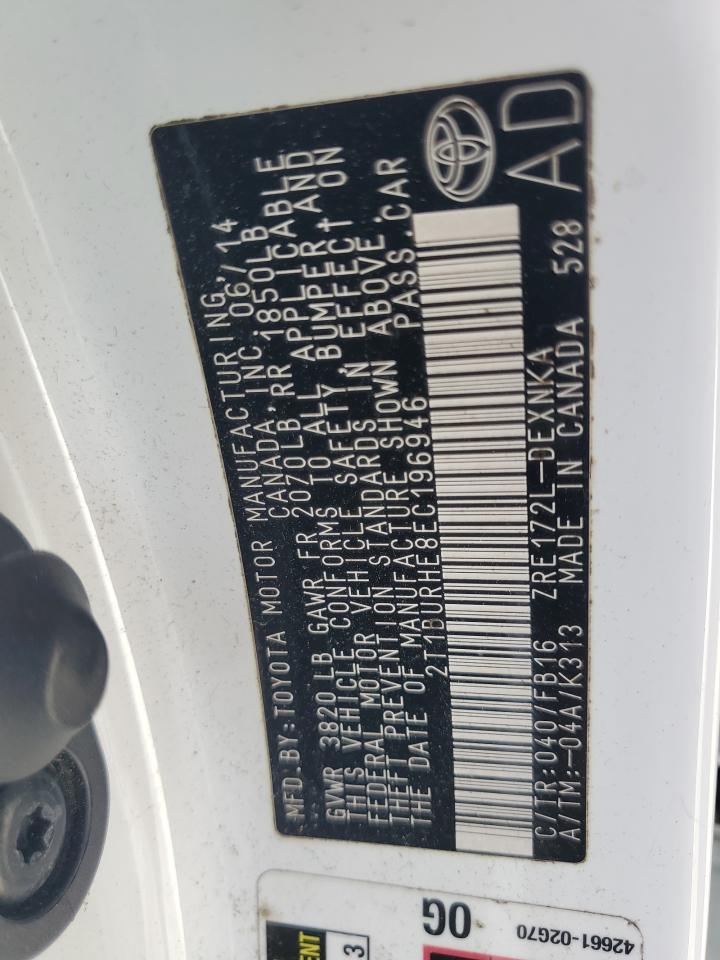 MFD.BY:TOYOTA MOTOR MANUFACTURING,
CANADA, INC.06/14
GVWR 3820 LB GAWR FR 2070LB, RR 1850LB
THIS VEHICLE CONFORMS TO ALL APPLICABLE
FEDERAL MOTOR VEHICLE SAFETY, BUMPER, AND
THEFT PREVENTION STANDARDS IN EFFECT ON
THE DATE OF MANUFACTURE SHOWN ABOVE.
2T1BURHE8EC196946 PASS.CAR
C/TR:040/FB16 ZRE172L-DEXNKA
A/TM:-04A/K313 MADE IN CANADA 528
AD
0G
42661-02G70
3